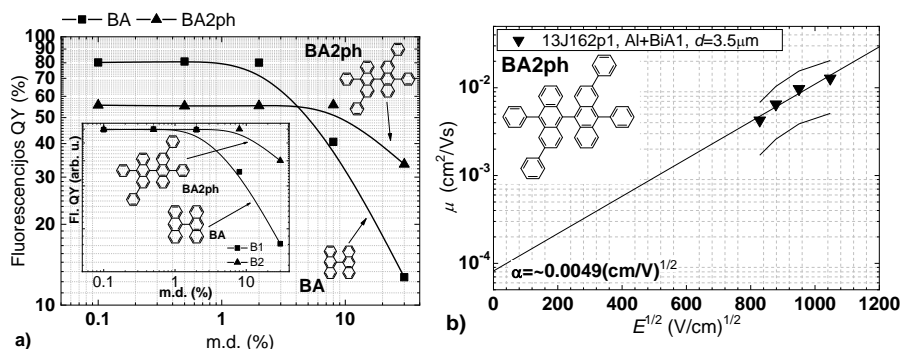 BA BA2ph
100
90
80
70
60
50
40
30
20
10
Fluorescencijos QY (%)
BA2ph
BA
Fl. QY (arb. u.)
BA2ph
BA
B1
B2
0.1 1 10
m.d. (%)
0.1 1 10
m.d. (%)
a)
13J162p1, Al+BiA1, d=3.5μm
BA2ph
10⁻²
10⁻³
10⁻⁴
μ (cm²/Vs)
α=~0.0049(cm/V)¹/²
0 200 400 600 800 1000 1200
E¹/² (V/cm)¹/²
b)